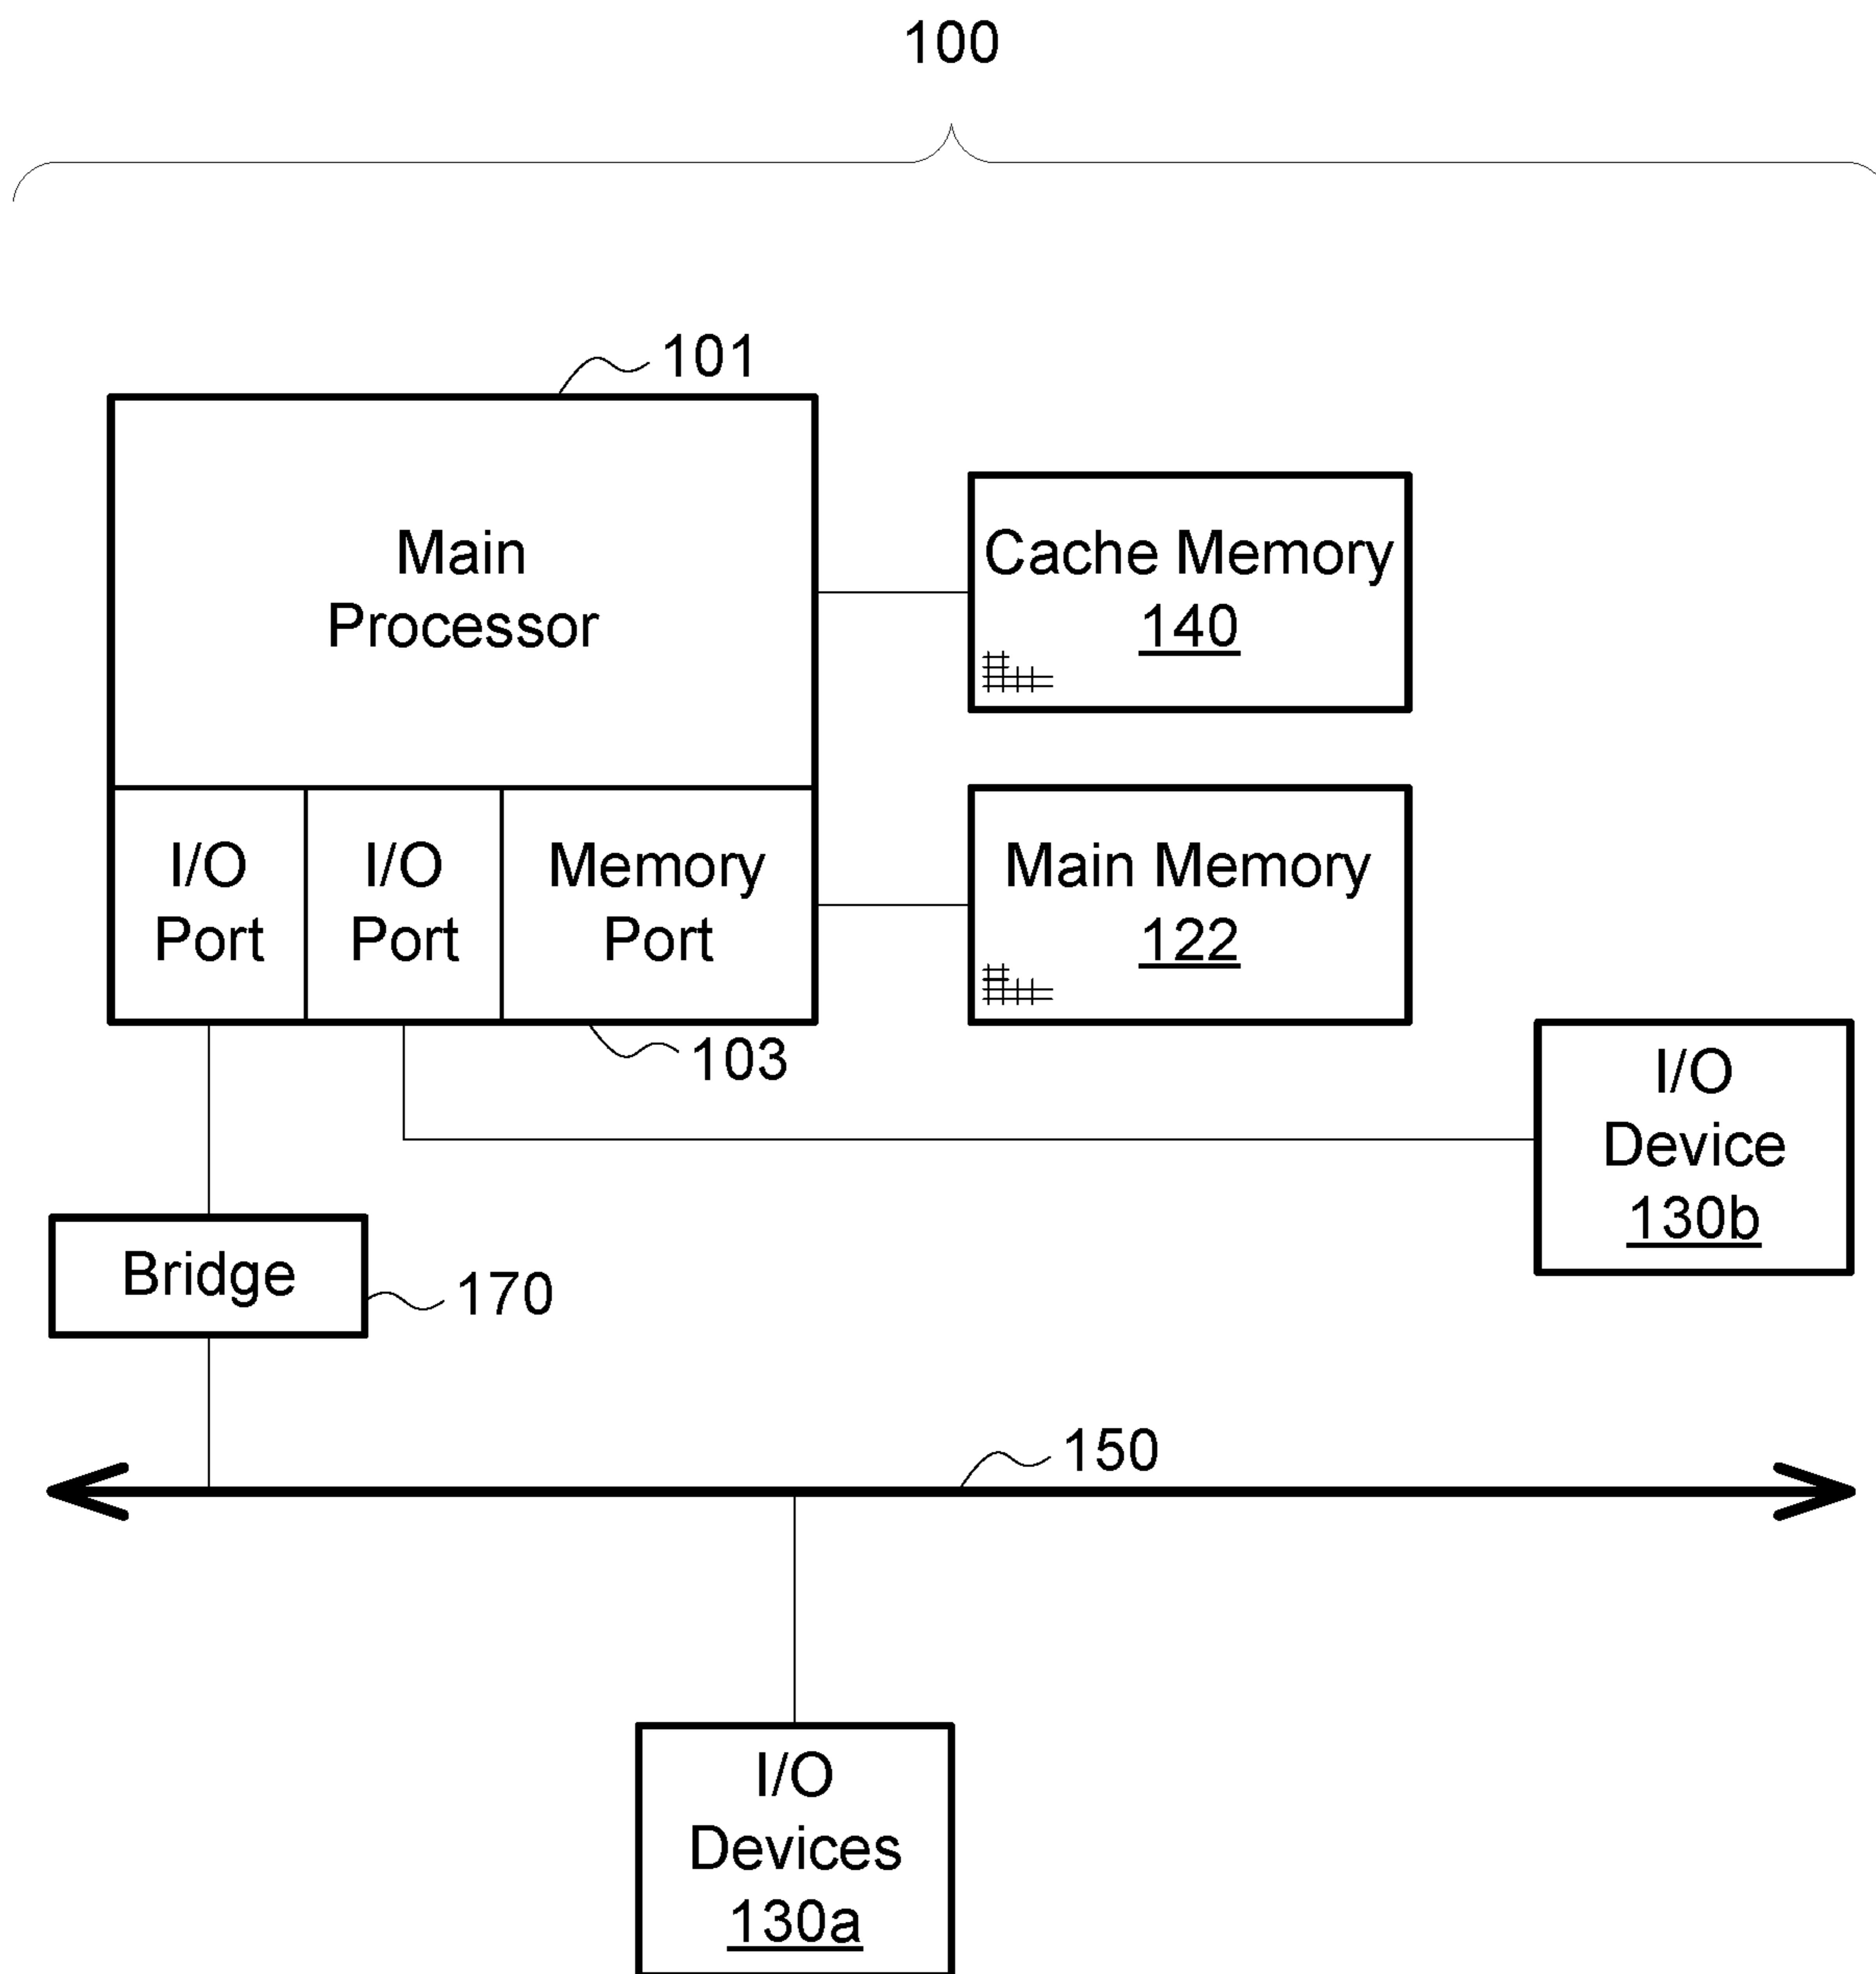 100
101
Main
Processor
Cache Memory
140
I/O
Port
I/O
Port
Memory
Port
Main Memory
122
103
I/O
Device
130b
Bridge
170
150
I/O
Devices
130a